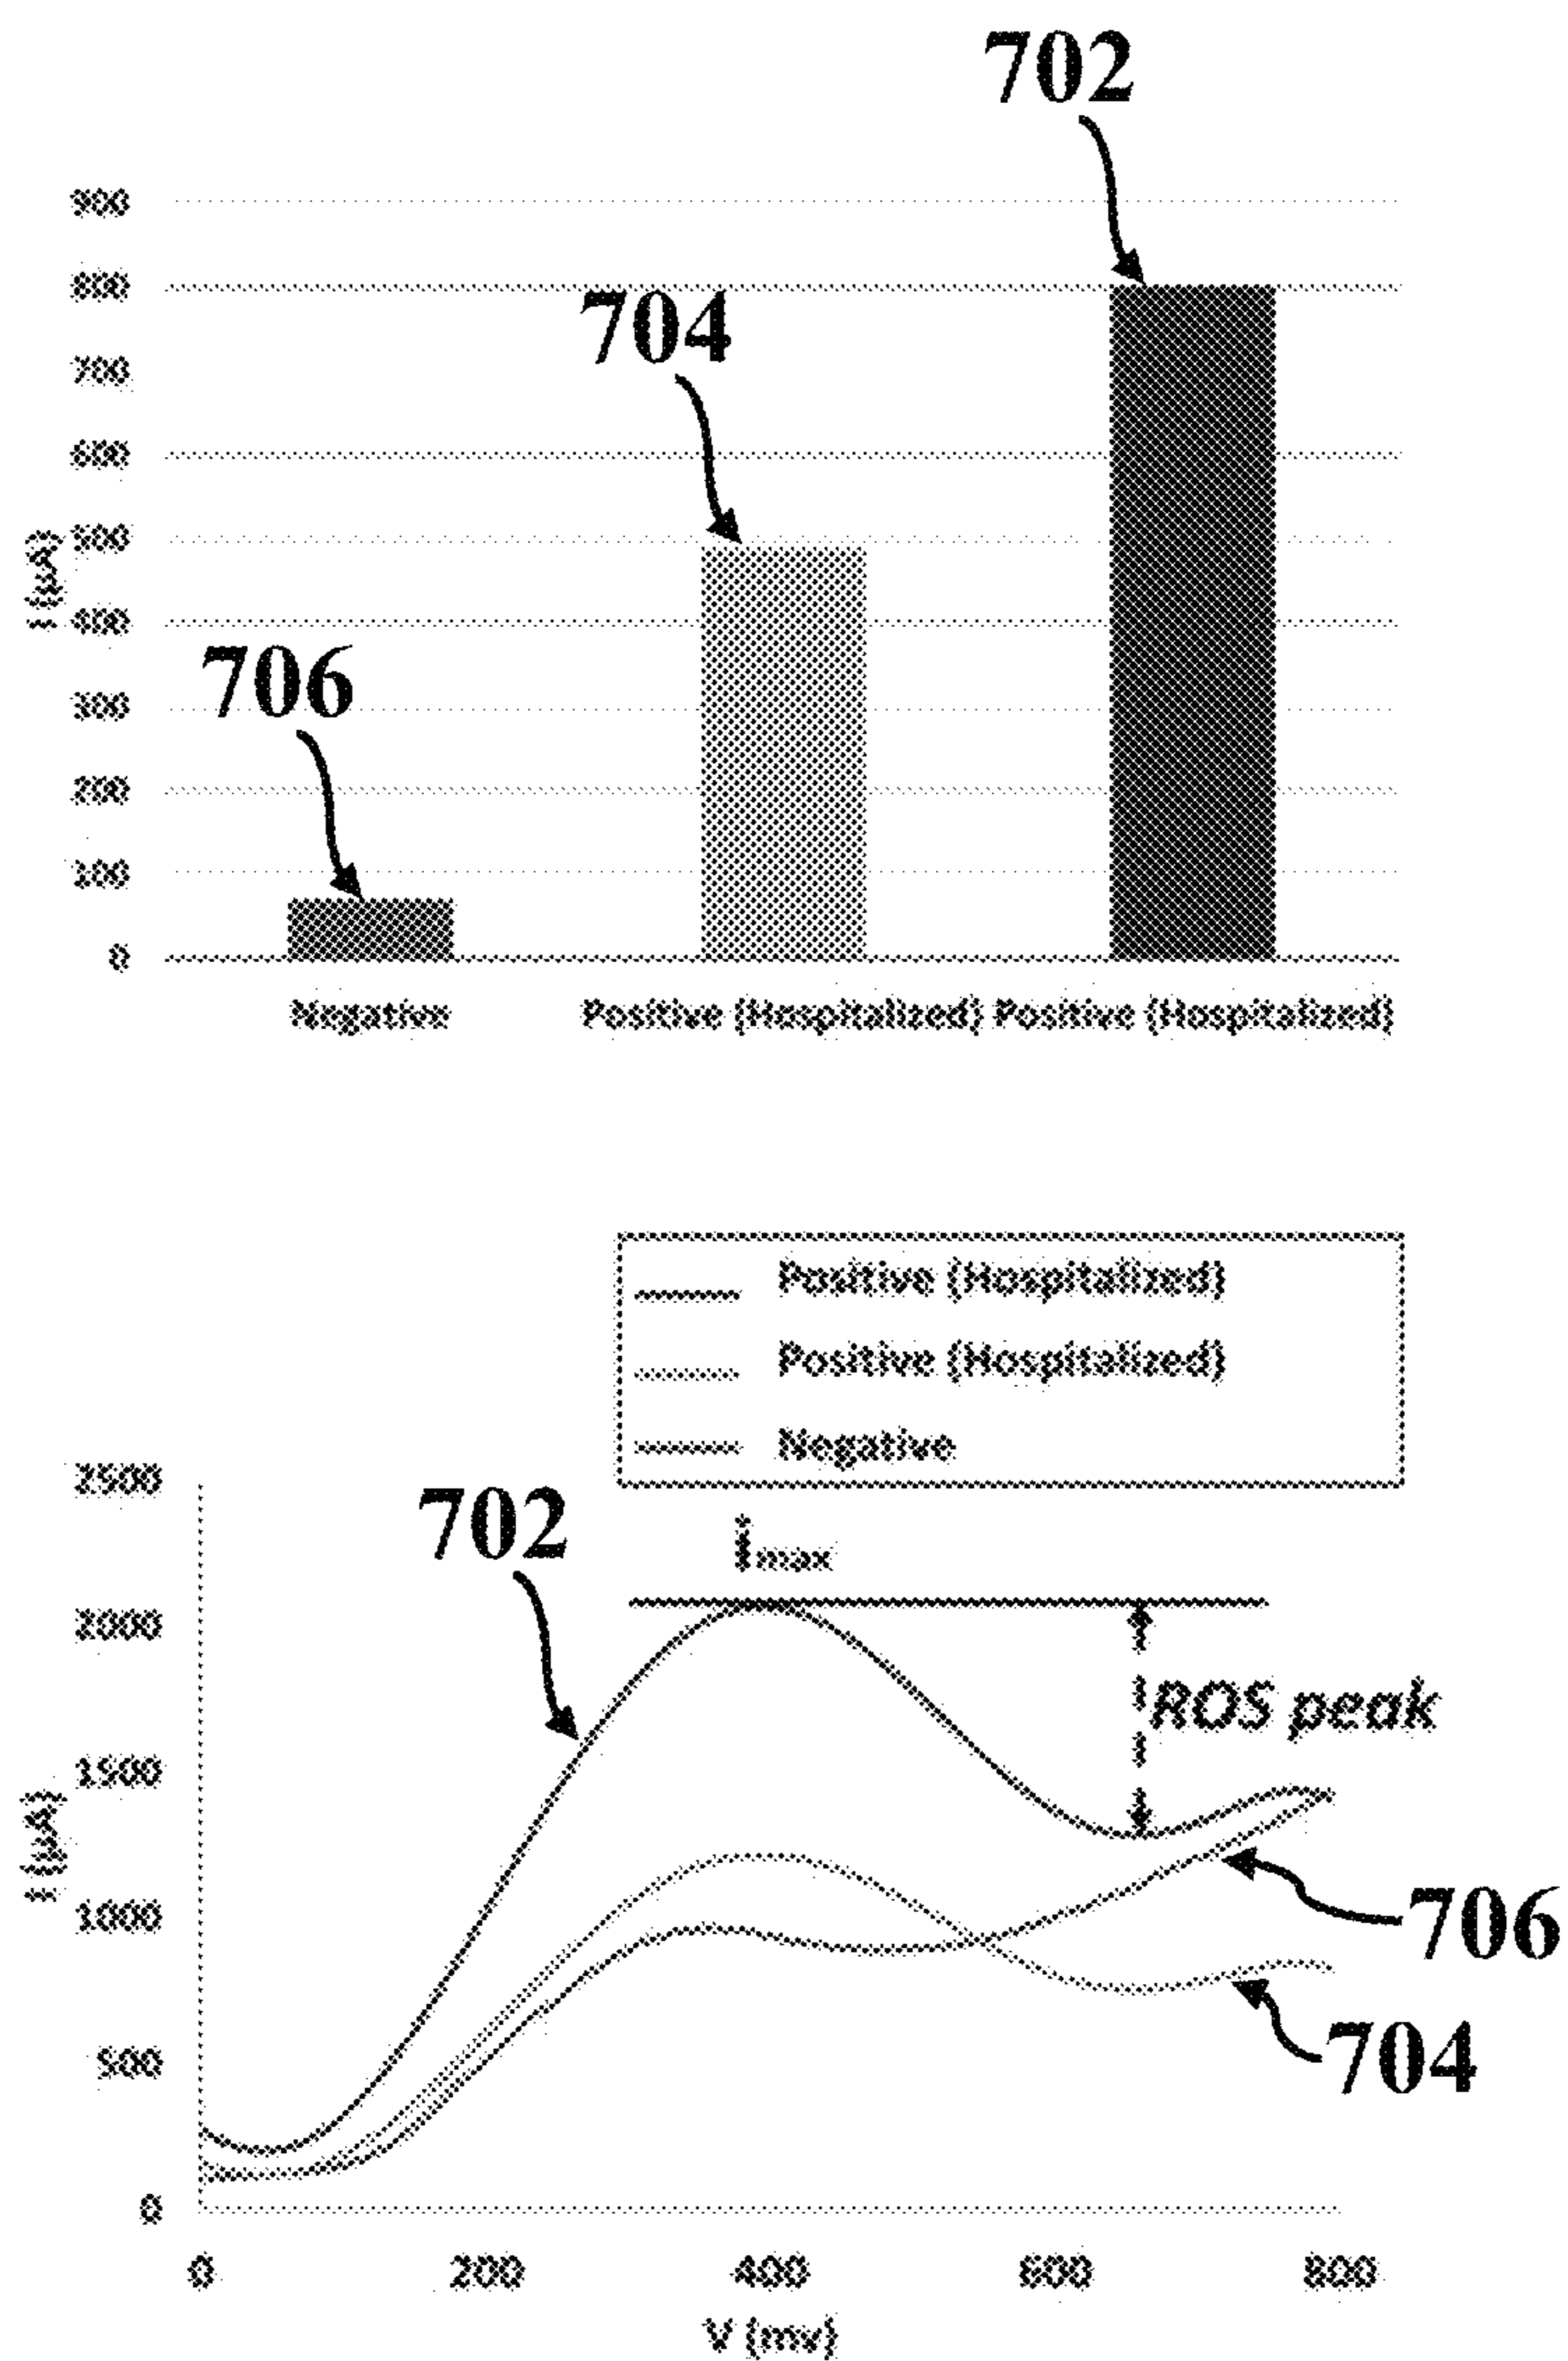 702
900
800
704
700
600
500
I (µA)
400
706
300
200
100
0
Negative
Positive (Hospitalized)
Positive (Hospitalized)
Positive (Hospitalized)
Positive (Hospitalized)
Negative
2500
702
Imax
2000
ROS peak
1500
I (µA)
1000
706
704
500
0
0 200 400 600 800
V (mv)